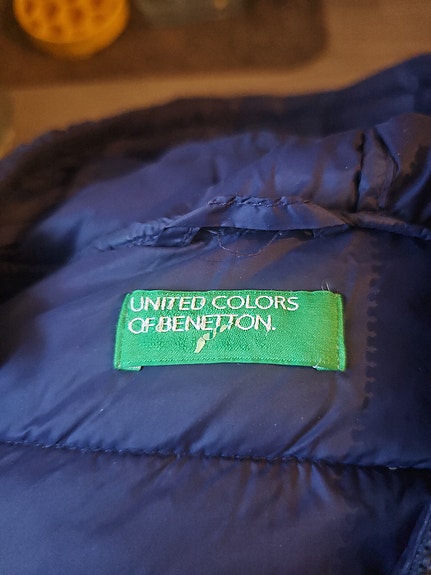 UNITED COLORS
OF BENETTON.